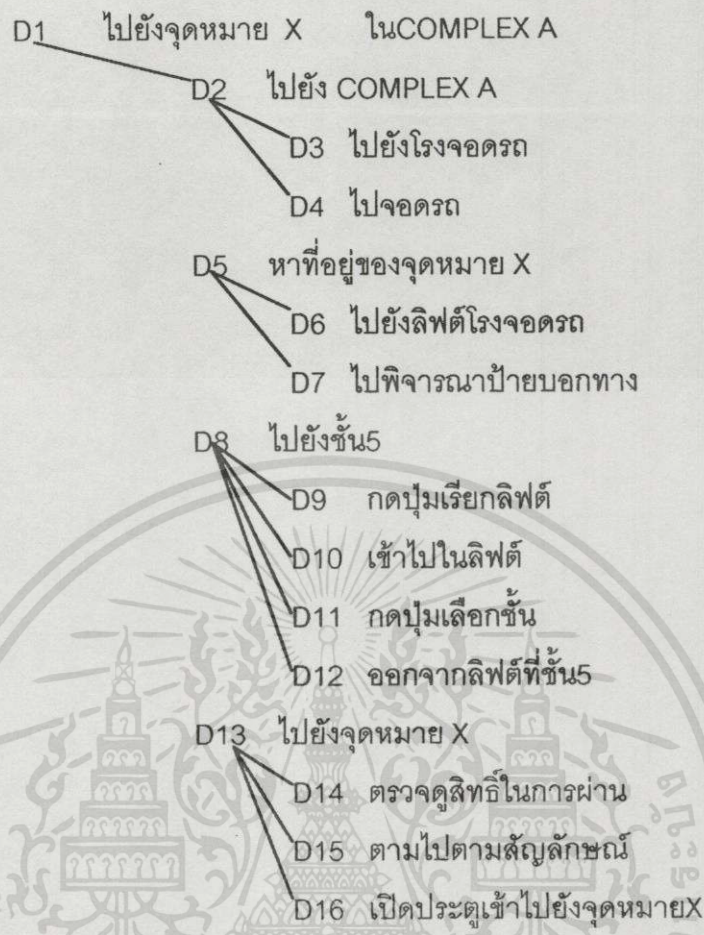 D1 ไปยังจุดหมาย X ในCOMPLEX A
D2 ไปยัง COMPLEX A
D3 ไปยังโรงจอดรถ
D4 ไปจอดรถ
D5 หาที่อยู่ของจุดหมาย X
D6 ไปยังลิฟต์โรงจอดรถ
D7 ไปพิจารณาป้ายบอกทาง
D8 ไปยังชั้น5
D9 กดปุ่มเรียกลิฟต์
D10 เข้าไปในลิฟต์
D11 กดปุ่มเลือกชั้น
D12 ออกจากลิฟต์ที่ชั้น5
D13 ไปยังจุดหมาย X
D14 ตรวจดูสิทธิ์ในการผ่าน
D15 ตามไปตามสัญลักษณ์
D16 เปิดประตูเข้าไปยังจุดหมายX